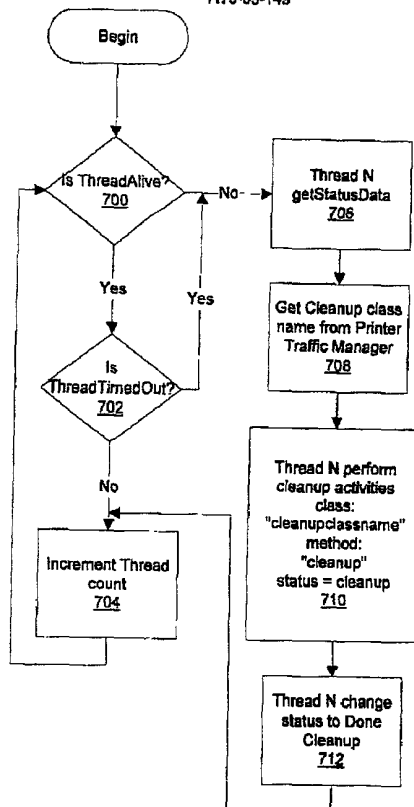 Begin
Is ThreadAlive?
700
No
Yes
Yes
Is
ThreadTimedOut?
702
No
Increment Thread
count
704
Thread N
getStatusData
706
Get Cleanup class
name from Printer
Traffic Manager
708
Thread N perform
cleanup activities
class:
"cleanupclassname"
method:
"cleanup"
status = cleanup
710
Thread N change
status to Done
Cleanup
712